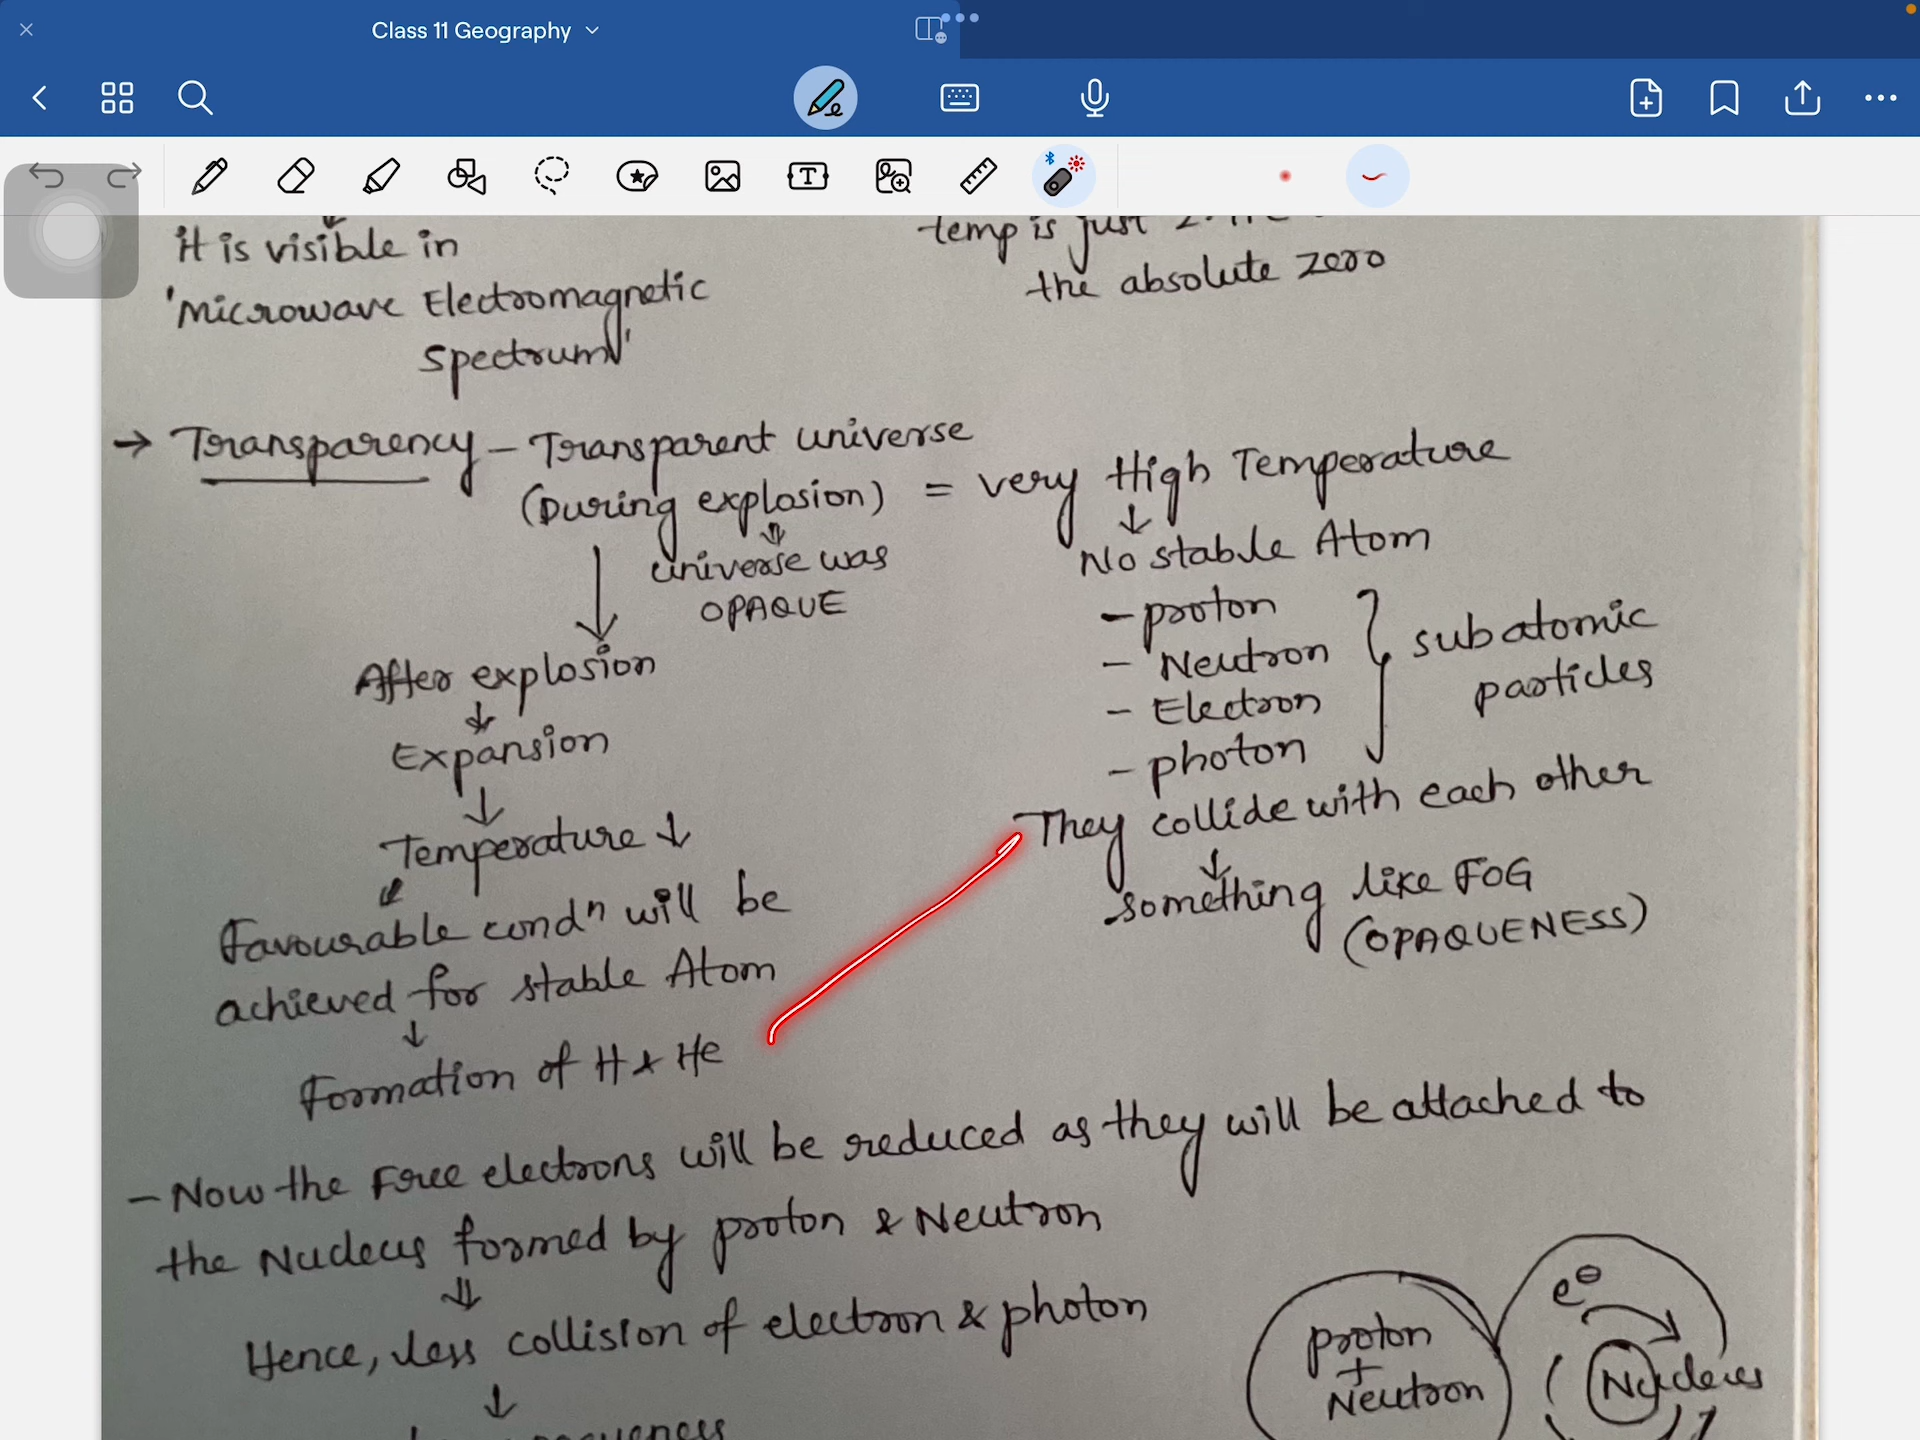 Class 11 Geography
it is visible in
'Microwave Electromagnetic
Spectrum'
temp is just
the absolute zero
→ Transparency – Transparent universe
(During explosion) = very High Temperature
↓
universe was
OPAQUE
No stable Atom
- proton
- Neutron
- Electron
- photon
subatomic
particles
They collide with each other
↓
something like FOG
(OPAQUENESS)
After explosion
↓
Expansion
↓
Temperature ↓
Favourable condⁿ will be
achieved for stable Atom
↓
Formation of H & He
- Now the Free electrons will be reduced as they will be attached to
the Nucleus formed by proton & Neutron
⇓
Hence, less collision of electron & photon
↓
proton
+
Neutron
e⊖
Nucleus